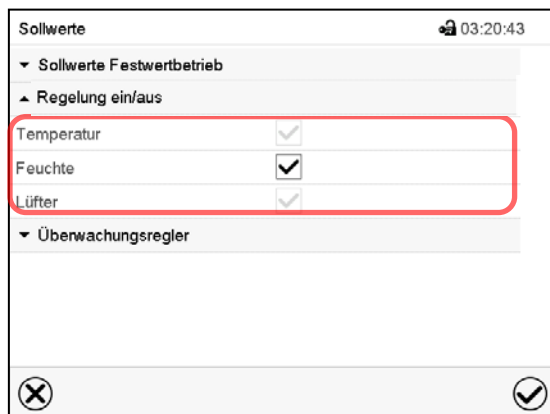 Sollwerte 03:20:43
Sollwerte Festwertbetrieb
Regelung ein/aus
Temperatur
Feuchte
Lüfter
Überwachungsregler